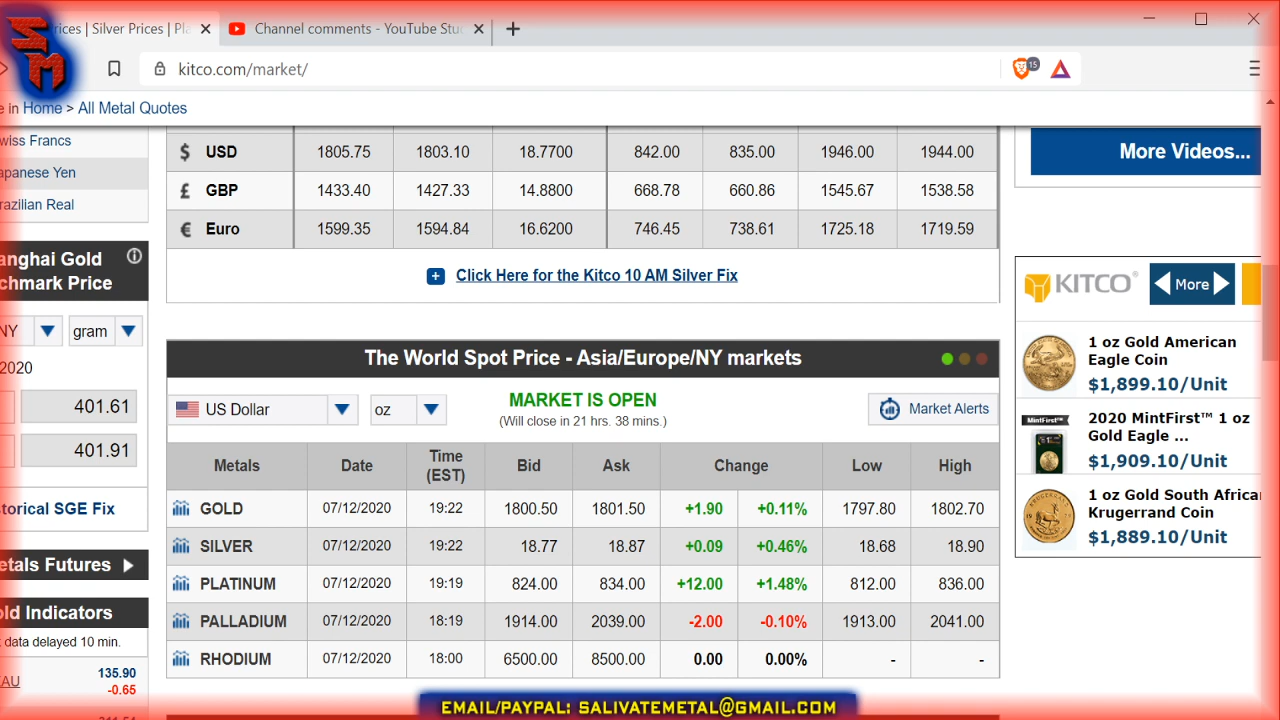 SM
rices | Silver Prices | Pla
Channel comments - YouTube Stu
kitco.com/market/
15
e in Home > All Metal Quotes
wiss Francs
apanese Yen
razilian Real
$ USD 1805.75 1803.10 18.7700 842.00 835.00 1946.00 1944.00
£ GBP 1433.40 1427.33 14.8800 668.78 660.86 1545.67 1538.58
€ Euro 1599.35 1594.84 16.6200 746.45 738.61 1725.18 1719.59
Click Here for the Kitco 10 AM Silver Fix
More Videos...
anghai Gold
chmark Price
NY gram
2020
401.61
401.91
torical SGE Fix
etals Futures
old Indicators
t data delayed 10 min.
AU 135.90
-0.65
The World Spot Price - Asia/Europe/NY markets
US Dollar oz
MARKET IS OPEN
(Will close in 21 hrs. 38 mins.)
Market Alerts
Metals Date Time (EST) Bid Ask Change Low High
GOLD 07/12/2020 19:22 1800.50 1801.50 +1.90 +0.11% 1797.80 1802.70
SILVER 07/12/2020 19:22 18.77 18.87 +0.09 +0.46% 18.68 18.90
PLATINUM 07/12/2020 19:19 824.00 834.00 +12.00 +1.48% 812.00 836.00
PALLADIUM 07/12/2020 18:19 1914.00 2039.00 -2.00 -0.10% 1913.00 2041.00
RHODIUM 07/12/2020 18:00 6500.00 8500.00 0.00 0.00% - -
KITCO® More
1 oz Gold American
Eagle Coin
$1,899.10/Unit
MintFirst™
2020 MintFirst™ 1 oz
Gold Eagle ...
$1,909.10/Unit
1 oz Gold South Africa
Krugerrand Coin
$1,889.10/Unit
EMAIL/PAYPAL: SALIVATEMETAL@GMAIL.COM